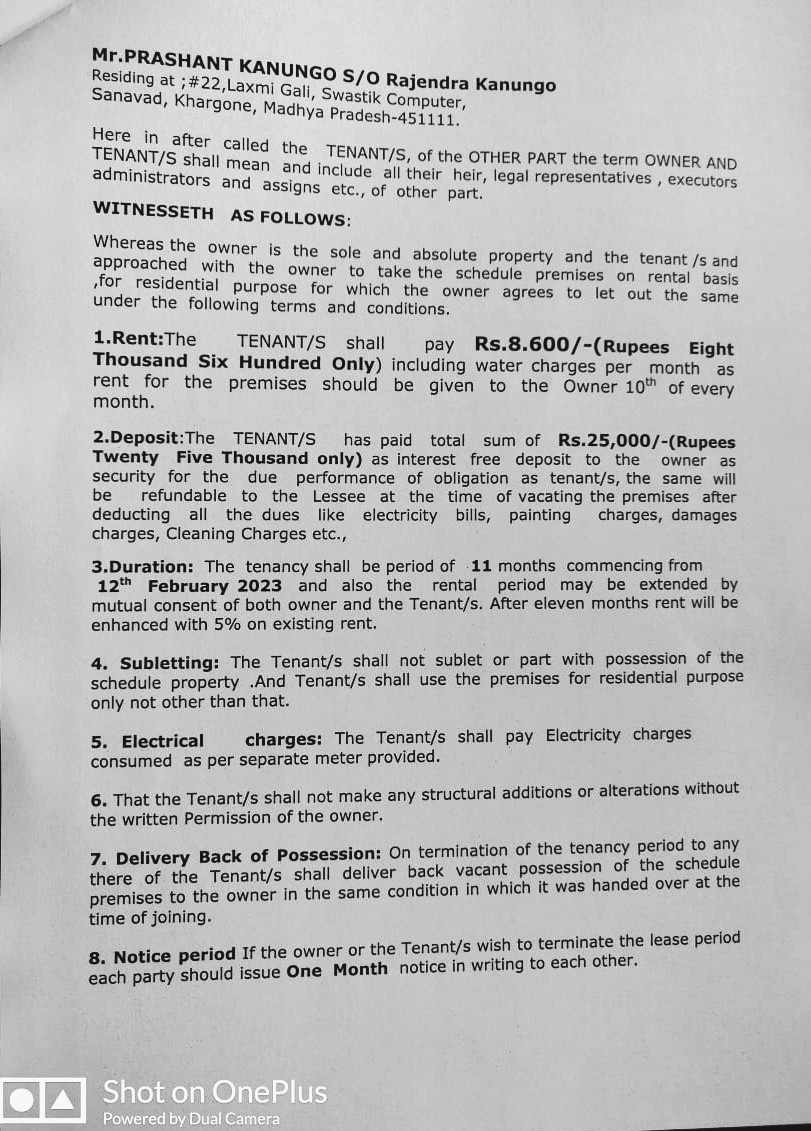 Mr.PRASHANT KANUNGO S/O Rajendra Kanungo
Residing at ;#22,Laxmi Gali, Swastik Computer,
Sanavad, Khargone, Madhya Pradesh-451111.
Here in after called the TENANT/S, of the OTHER PART the term OWNER AND
TENANT/S shall mean and include all their heir, legal representatives , executors
administrators and assigns etc., of other part.
WITNESSETH AS FOLLOWS:
Whereas the owner is the sole and absolute property and the tenant /s and
approached with the owner to take the schedule premises on rental basis
,for residential purpose for which the owner agrees to let out the same
under the following terms and conditions.
1.Rent:The TENANT/S shall pay Rs.8.600/-(Rupees Eight
Thousand Six Hundred Only) including water charges per month as
rent for the premises should be given to the Owner 10th of every
month.
2.Deposit:The TENANT/S has paid total sum of Rs.25,000/-(Rupees
Twenty Five Thousand only) as interest free deposit to the owner as
security for the due performance of obligation as tenant/s, the same will
be refundable to the Lessee at the time of vacating the premises after
deducting all the dues like electricity bills, painting charges, damages
charges, Cleaning Charges etc.,
3.Duration: The tenancy shall be period of 11 months commencing from
12th February 2023 and also the rental period may be extended by
mutual consent of both owner and the Tenant/s. After eleven months rent will be
enhanced with 5% on existing rent.
4. Subletting: The Tenant/s shall not sublet or part with possession of the
schedule property .And Tenant/s shall use the premises for residential purpose
only not other than that.
5. Electrical charges: The Tenant/s shall pay Electricity charges
consumed as per separate meter provided.
6. That the Tenant/s shall not make any structural additions or alterations without
the written Permission of the owner.
7. Delivery Back of Possession: On termination of the tenancy period to any
there of the Tenant/s shall deliver back vacant possession of the schedule
premises to the owner in the same condition in which it was handed over at the
time of joining.
8. Notice period If the owner or the Tenant/s wish to terminate the lease period
each party should issue One Month notice in writing to each other.
Shot on OnePlus
Powered by Dual Camera